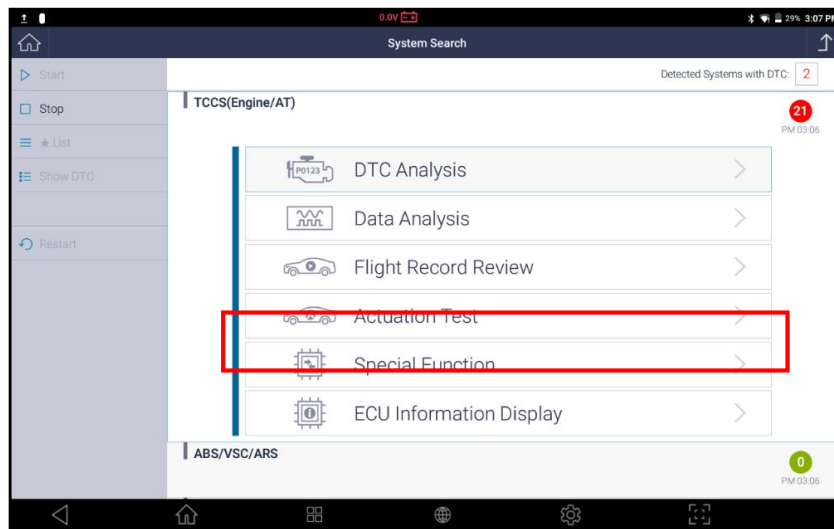 0.0V
29% 3:07 PM
System Search
Start
Detected Systems with DTC: 2
Stop
TCCS(Engine/AT)
21
PM 03:06
★ List
Show DTC
P0123
DTC Analysis
Data Analysis
Restart
Flight Record Review
Actuation Test
Special Function
ECU Information Display
ABS/VSC/ARS
0
PM 03:06